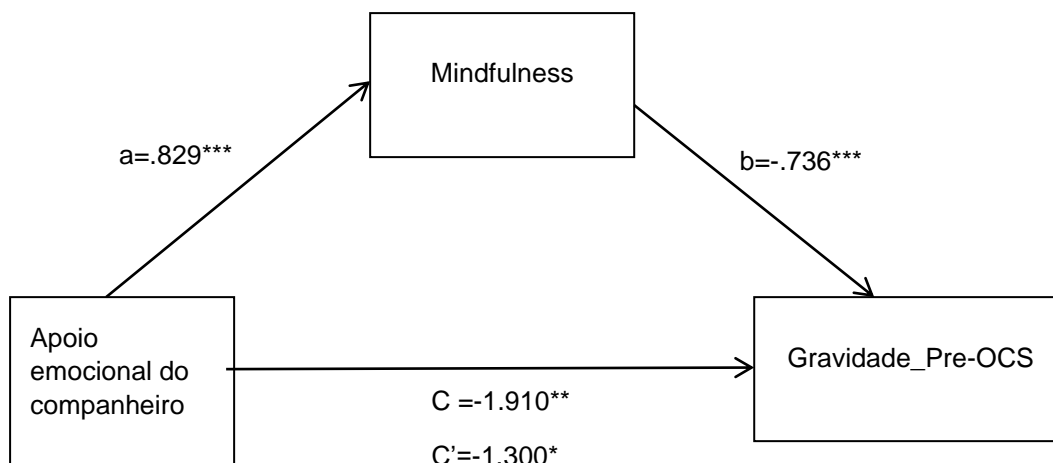 Mindfulness
a=.829***
b=-.736***
Apoio
emocional do
companheiro
Gravidade_Pre-OCS
C =-1.910**
C’=-1.300*